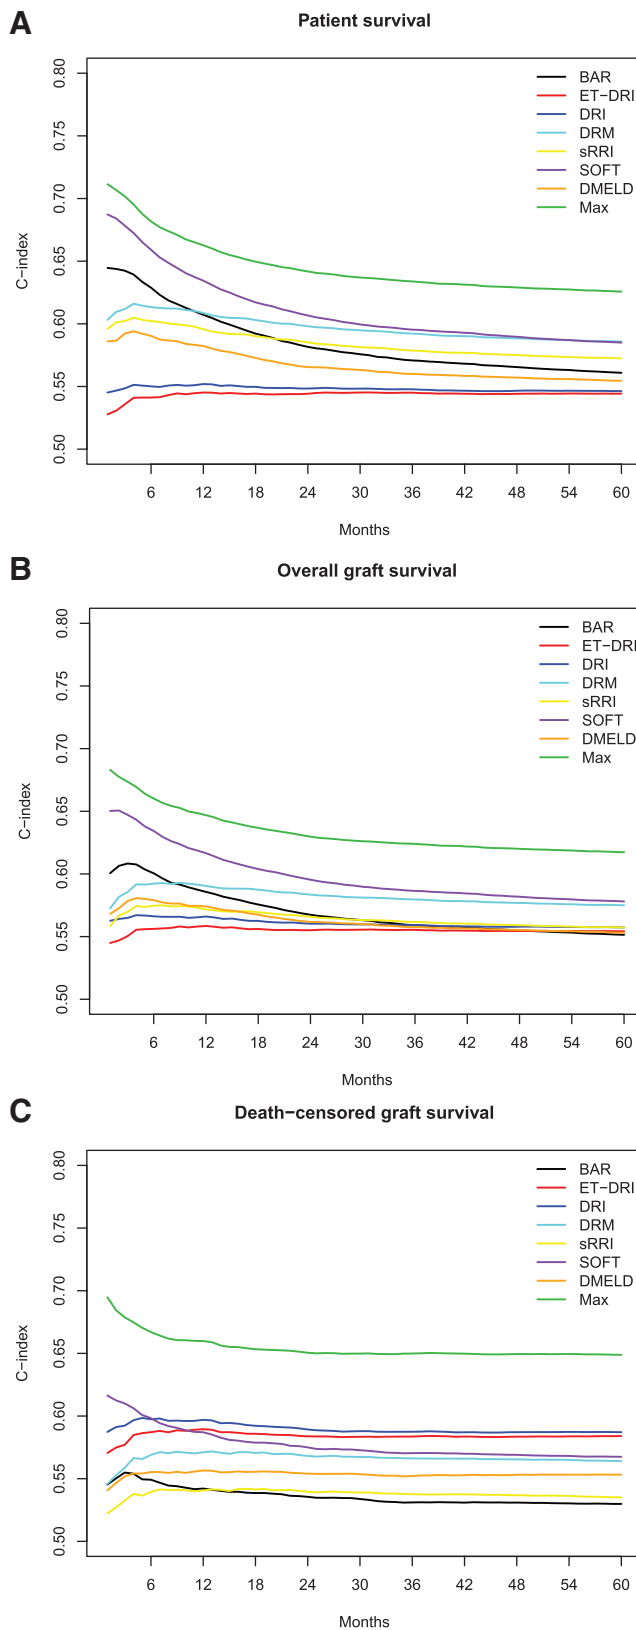 A
Patient survival
0.80
0.75
0.70
0.65
0.60
0.55
0.50
C−index
BAR
ET−DRI
DRI
DRM
sRRI
SOFT
DMELD
Max
6 12 18 24 30 36 42 48 54 60
Months
B
Overall graft survival
0.80
0.75
0.70
0.65
0.60
0.55
0.50
C−index
BAR
ET−DRI
DRI
DRM
sRRI
SOFT
DMELD
Max
6 12 18 24 30 36 42 48 54 60
Months
C
Death−censored graft survival
0.80
0.75
0.70
0.65
0.60
0.55
0.50
C−index
BAR
ET−DRI
DRI
DRM
sRRI
SOFT
DMELD
Max
6 12 18 24 30 36 42 48 54 60
Months